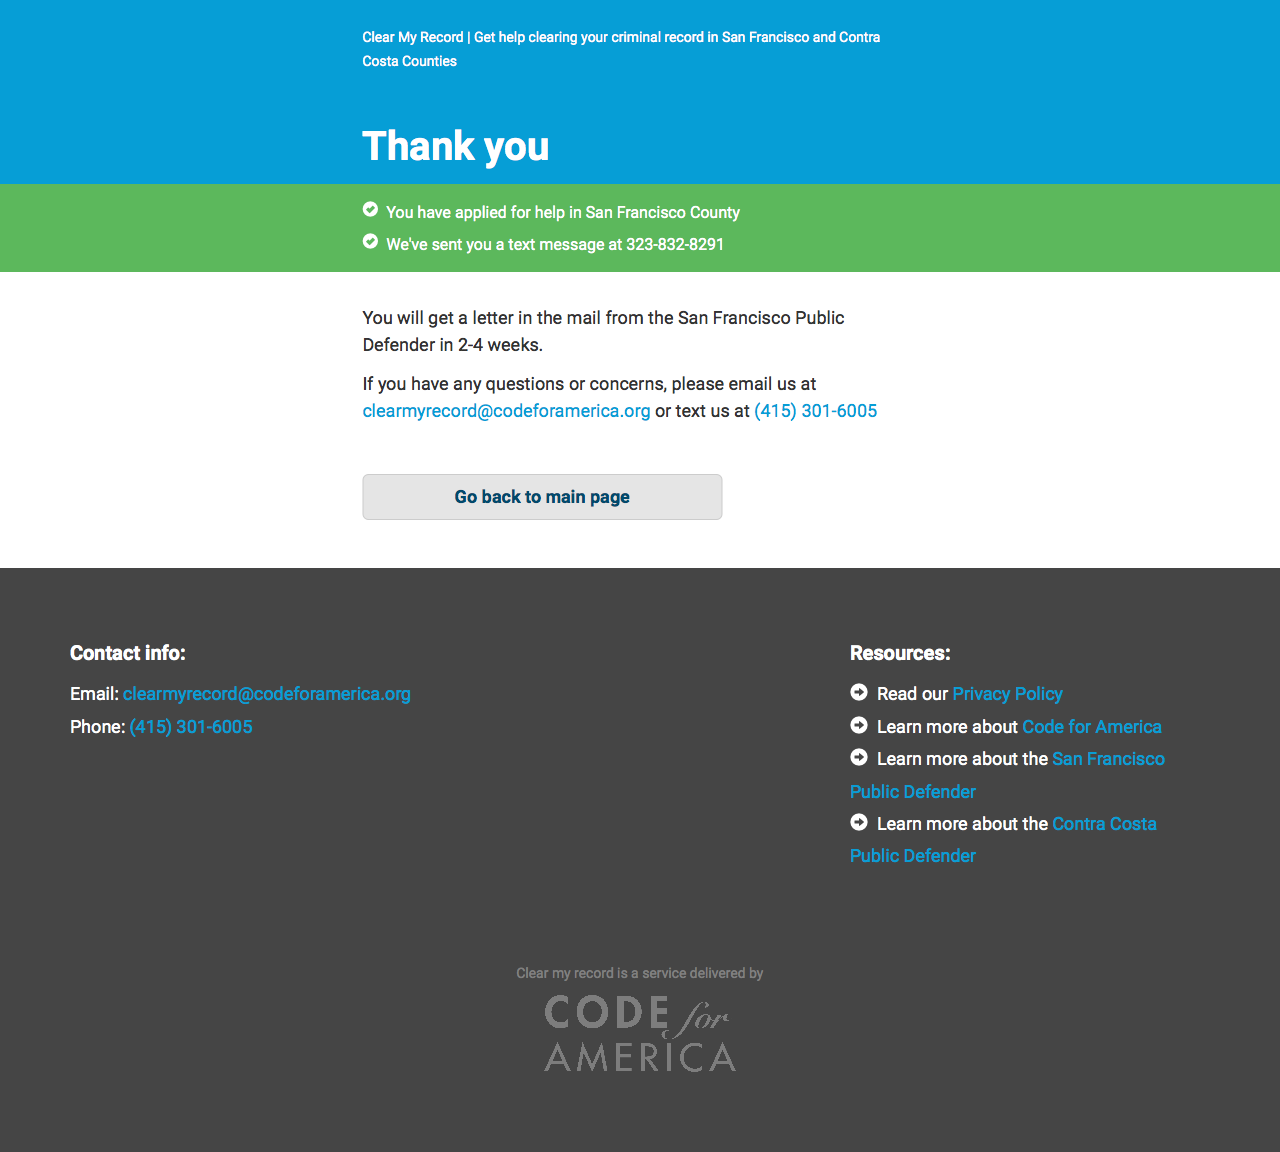 Clear My Record | Get help clearing your criminal record in San Francisco and Contra
Costa Counties
Thank you
You have applied for help in San Francisco County
We've sent you a text message at 323-832-8291
You will get a letter in the mail from the San Francisco Public
Defender in 2-4 weeks.
If you have any questions or concerns, please email us at
clearmyrecord@codeforamerica.org or text us at (415) 301-6005
Go back to main page
Contact info:
Email: clearmyrecord@codeforamerica.org
Phone: (415) 301-6005
Resources:
Read our Privacy Policy
Learn more about Code for America
Learn more about the San Francisco
Public Defender
Learn more about the Contra Costa
Public Defender
Clear my record is a service delivered by
CODE for
AMERICA